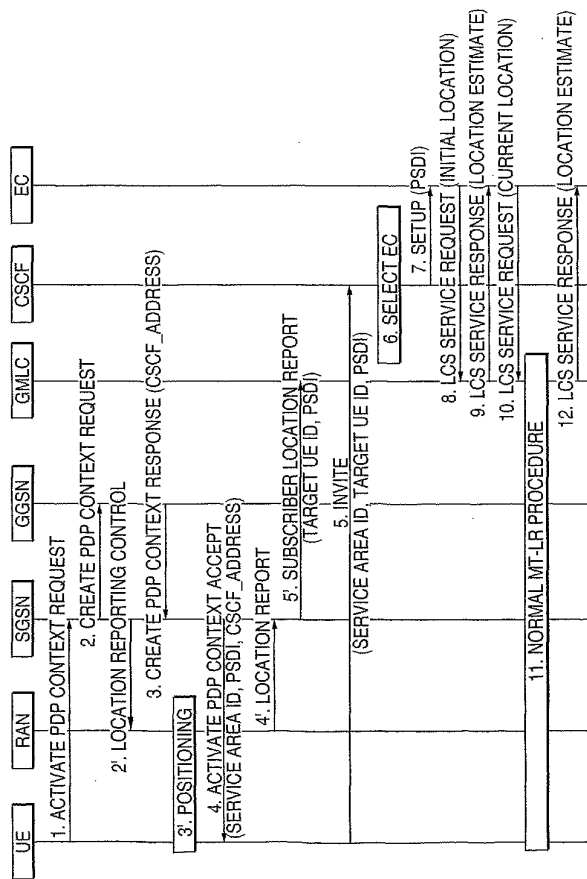 UE
RAN
SGSN
GGSN
GMLC
CSCF
EC
1. ACTIVATE PDP CONTEXT REQUEST
2. CREATE PDP CONTEXT REQUEST
2'. LOCATION REPORTING CONTROL
3. CREATE PDP CONTEXT RESPONSE (CSCF_ADDRESS)
3'. POSITIONING
4. ACTIVATE PDP CONTEXT ACCEPT
(SERVICE AREA ID, PSDI, CSCF_ADDRESS)
4'. LOCATION REPORT
5'. SUBSCRIBER LOCATION REPORT
(TARGET UE ID, PSDI)
5. INVITE
(SERVICE AREA ID, TARGET UE ID, PSDI)
6. SELECT EC
7. SETUP (PSDI)
8. LCS SERVICE REQUEST (INITIAL LOCATION)
9. LCS SERVICE RESPONSE (LOCATION ESTIMATE)
10. LCS SERVICE REQUEST (CURRENT LOCATION)
11. NORMAL MT-LR PROCEDURE
12. LCS SERVICE RESPONSE (LOCATION ESTIMATE)